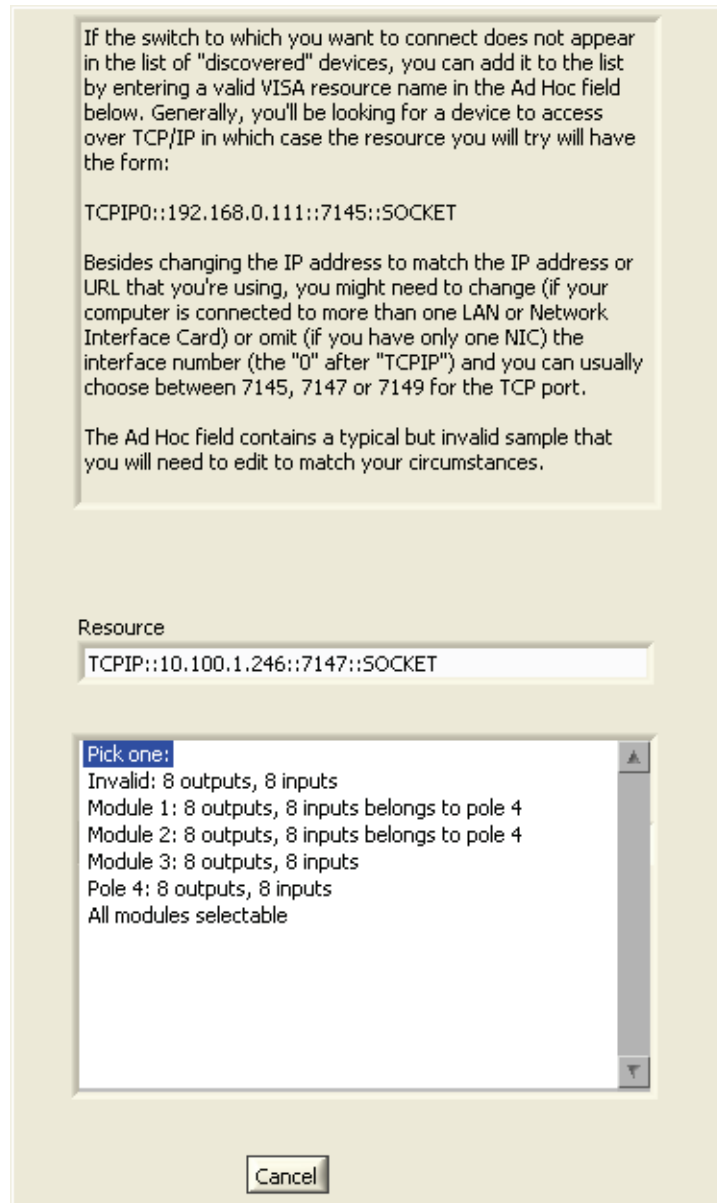 If the switch to which you want to connect does not appear
in the list of "discovered" devices, you can add it to the list
by entering a valid VISA resource name in the Ad Hoc field
below. Generally, you'll be looking for a device to access
over TCP/IP in which case the resource you will try will have
the form:
TCPIP0::192.168.0.111::7145::SOCKET
Besides changing the IP address to match the IP address or
URL that you're using, you might need to change (if your
computer is connected to more than one LAN or Network
Interface Card) or omit (if you have only one NIC) the
interface number (the "0" after "TCPIP") and you can usually
choose between 7145, 7147 or 7149 for the TCP port.
The Ad Hoc field contains a typical but invalid sample that
you will need to edit to match your circumstances.
Resource
TCPIP::10.100.1.246::7147::SOCKET
Pick one:
Invalid: 8 outputs, 8 inputs
Module 1: 8 outputs, 8 inputs belongs to pole 4
Module 2: 8 outputs, 8 inputs belongs to pole 4
Module 3: 8 outputs, 8 inputs
Pole 4: 8 outputs, 8 inputs
All modules selectable
Cancel